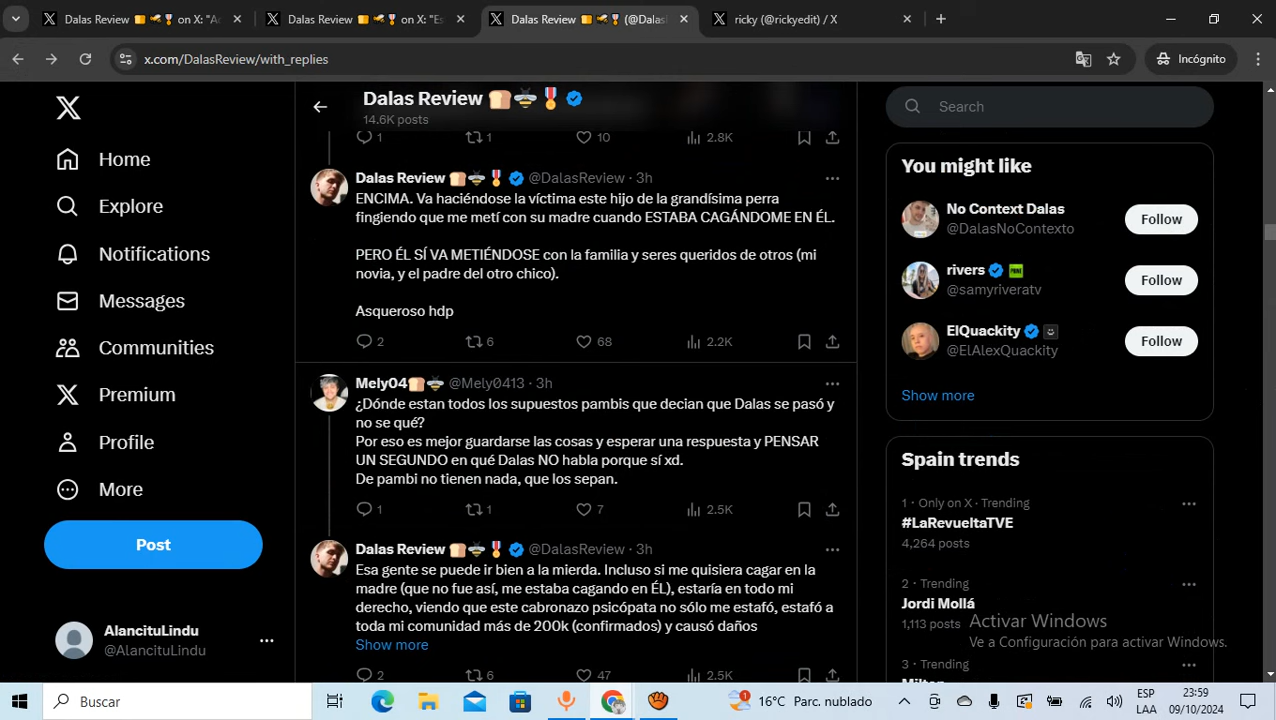 Dalas Review 🍞🐝🎖️ on X: "Ac
Dalas Review 🍞🐝🎖️ on X: "Es
Dalas Review 🍞🐝🎖️ (@Dalas
ricky (@rickyedit) / X
x.com/DalasReview/with_replies
Incógnito
Home
Explore
Notifications
Messages
Communities
Premium
Profile
More
Post
AlancituLindu
@AlancituLindu
Dalas Review 🍞🐝🎖️
14.6K posts
1 1 10 2.8K
Dalas Review 🍞🐝🎖️ @DalasReview · 3h
ENCIMA. Va haciéndose la víctima este hijo de la grandísima perra
fingiendo que me metí con su madre cuando ESTABA CAGÁNDOME EN ÉL.
PERO ÉL SÍ VA METIÉNDOSE con la familia y seres queridos de otros (mi
novia, y el padre del otro chico).
Asqueroso hdp
2 6 68 2.2K
Mely04🍞🐝 @Mely0413 · 3h
¿Dónde estan todos los supuestos pambis que decian que Dalas se pasó y
no se qué?
Por eso es mejor guardarse las cosas y esperar una respuesta y PENSAR
UN SEGUNDO en qué Dalas NO habla porque sí xd.
De pambi no tienen nada, que los sepan.
1 1 7 2.5K
Dalas Review 🍞🐝🎖️ @DalasReview · 3h
Esa gente se puede ir bien a la mierda. Incluso si me quisiera cagar en la
madre (que no fue así, me estaba cagando en ÉL), estaría en todo mi
derecho, viendo que este cabronazo psicópata no sólo me estafó, estafó a
toda mi comunidad más de 200k (confirmados) y causó daños
Show more
2 6 47 2.5K
Search
You might like
No Context Dalas
@DalasNoContexto
Follow
rivers
@samyriveratv
Follow
ElQuackity
@ElAlexQuackity
Follow
Show more
Spain trends
1 · Only on X · Trending
#LaRevueltaTVE
4,264 posts
2 · Trending
Jordi Mollá
1,113 posts
3 · Trending
Activar Windows
Ve a Configuración para activar Windows.
Buscar
1
16°C Parc. nublado
ESP
LAA
23:59
09/10/2024